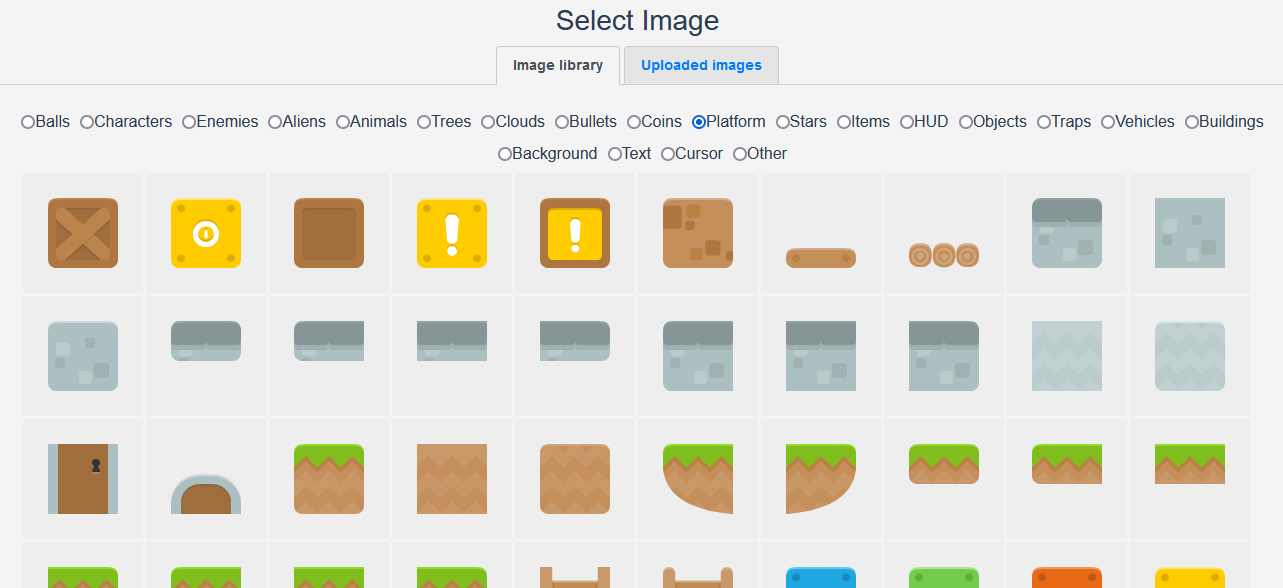 Select Image
Image library Uploaded images
Balls Characters Enemies Aliens Animals Trees Clouds Bullets Coins Platform Stars Items HUD Objects Traps Vehicles Buildings
Background Text Cursor Other
! !